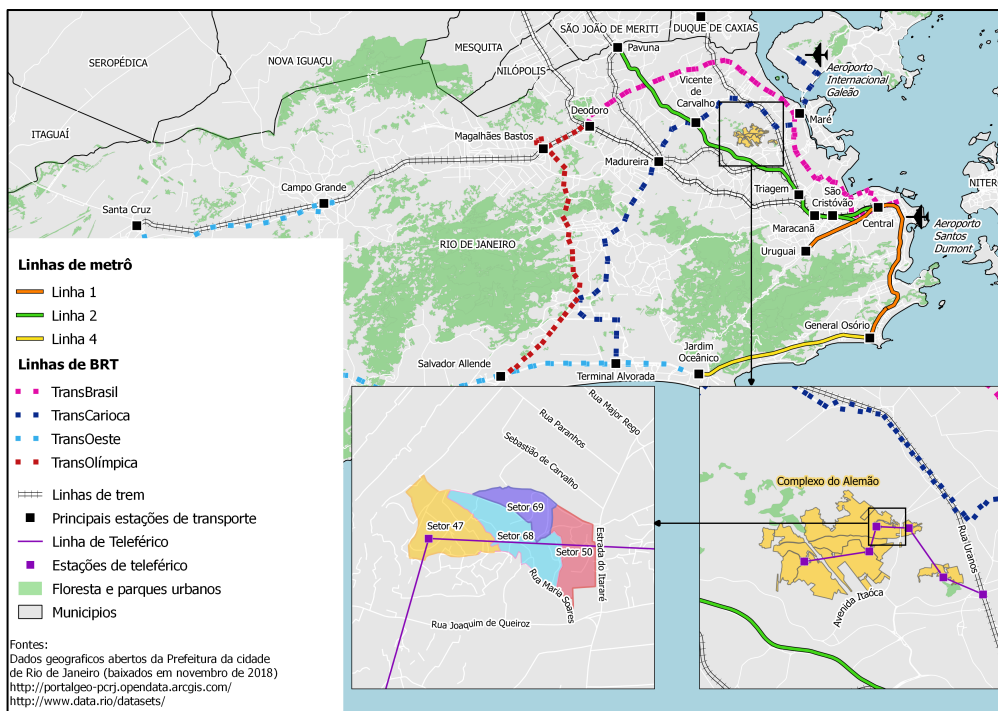 SÃO JOÃO DE MERITI
DUQUE DE CAXIAS
MESQUITA
Pavuna
SEROPÉDICA
NOVA IGUAÇU
NILÓPOLIS
Aeroporto
Internacional
Galeão
Vicente
de
Carvalho
Deodoro
Maré
ITAGUAÍ
Magalhães Bastos
Madureira
NITER
Campo Grande
Triagem
São
Cristóvão
Santa Cruz
Maracanã
Central
Aeroporto
Santos
Dumont
RIO DE JANEIRO
Uruguai
General Osório
Jardim
Oceânico
Salvador Allende
Terminal Alvorada
Linhas de metrô
Linha 1
Linha 2
Linha 4
Linhas de BRT
TransBrasil
TransCarioca
TransOeste
TransOlímpica
Linhas de trem
Principais estações de transporte
Linha de Teleférico
Estações de teleférico
Floresta e parques urbanos
Municipios
Fontes:
Dados geograficos abertos da Prefeitura da cidade
de Rio de Janeiro (baixados em novembro de 2018)
http://portalgeo-pcrj.opendata.arcgis.com/
http://www.data.rio/datasets/
Rua Major Rego
Rua Paranhos
Sebastião de Carvalho
Setor 47
Setor 69
Setor 68
Setor 50
Estrada do Itararé
Rua Maria Soares
Rua Joaquim de Queiroz
Complexo do Alemão
Rua Uranos
Avenida Itaóca